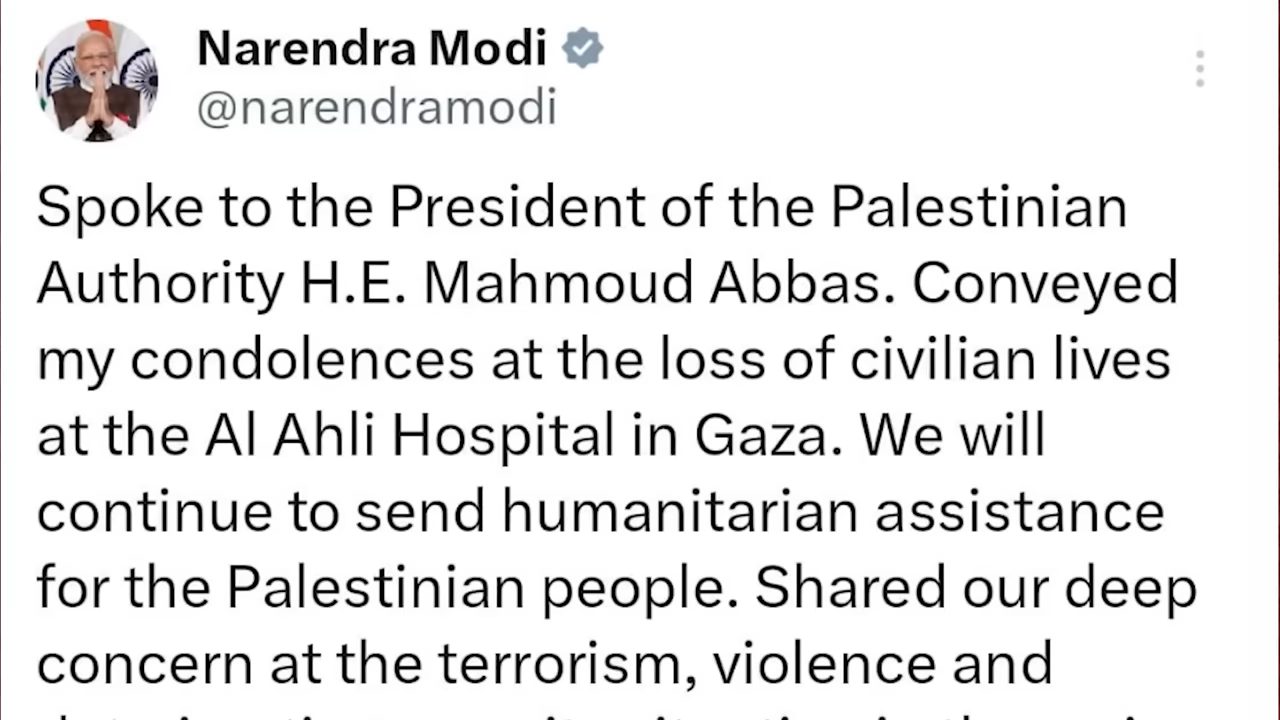 Narendra Modi
@narendramodi
Spoke to the President of the Palestinian
Authority H.E. Mahmoud Abbas. Conveyed
my condolences at the loss of civilian lives
at the Al Ahli Hospital in Gaza. We will
continue to send humanitarian assistance
for the Palestinian people. Shared our deep
concern at the terrorism, violence and